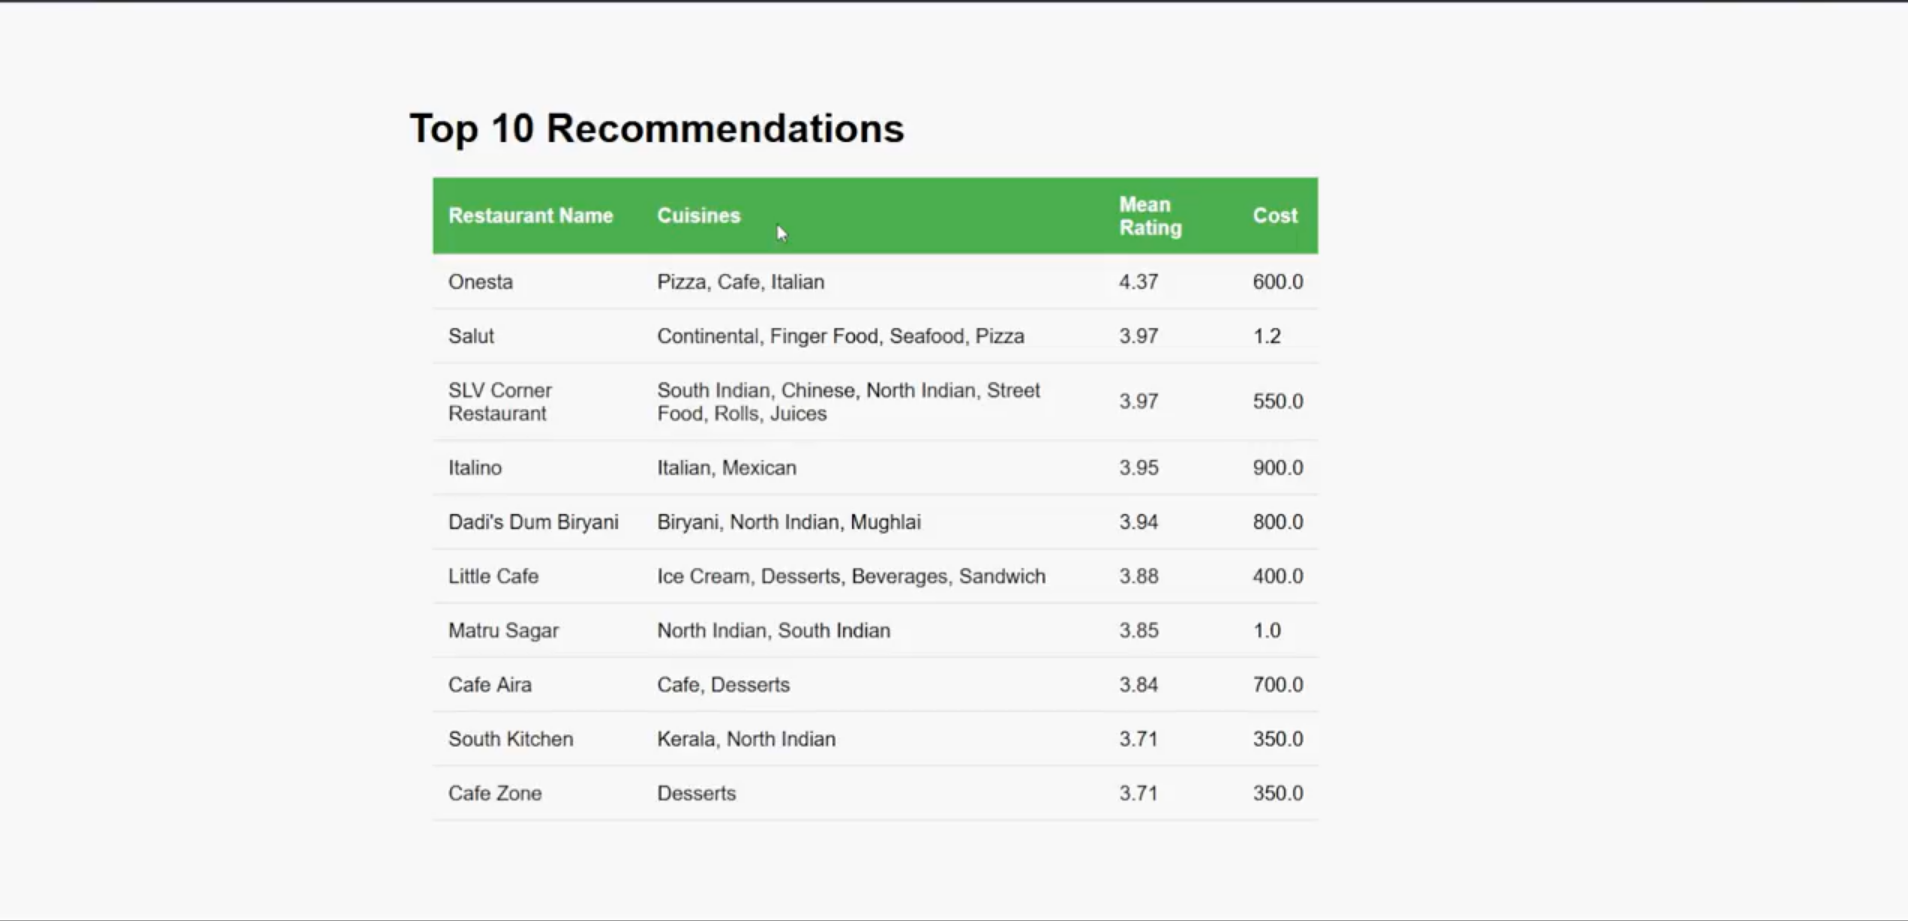 Top 10 Recommendations
Restaurant Name Cuisines Mean Rating Cost
Onesta Pizza, Cafe, Italian 4.37 600.0
Salut Continental, Finger Food, Seafood, Pizza 3.97 1.2
SLV Corner Restaurant South Indian, Chinese, North Indian, Street Food, Rolls, Juices 3.97 550.0
Italino Italian, Mexican 3.95 900.0
Dadi's Dum Biryani Biryani, North Indian, Mughlai 3.94 800.0
Little Cafe Ice Cream, Desserts, Beverages, Sandwich 3.88 400.0
Matru Sagar North Indian, South Indian 3.85 1.0
Cafe Aira Cafe, Desserts 3.84 700.0
South Kitchen Kerala, North Indian 3.71 350.0
Cafe Zone Desserts 3.71 350.0